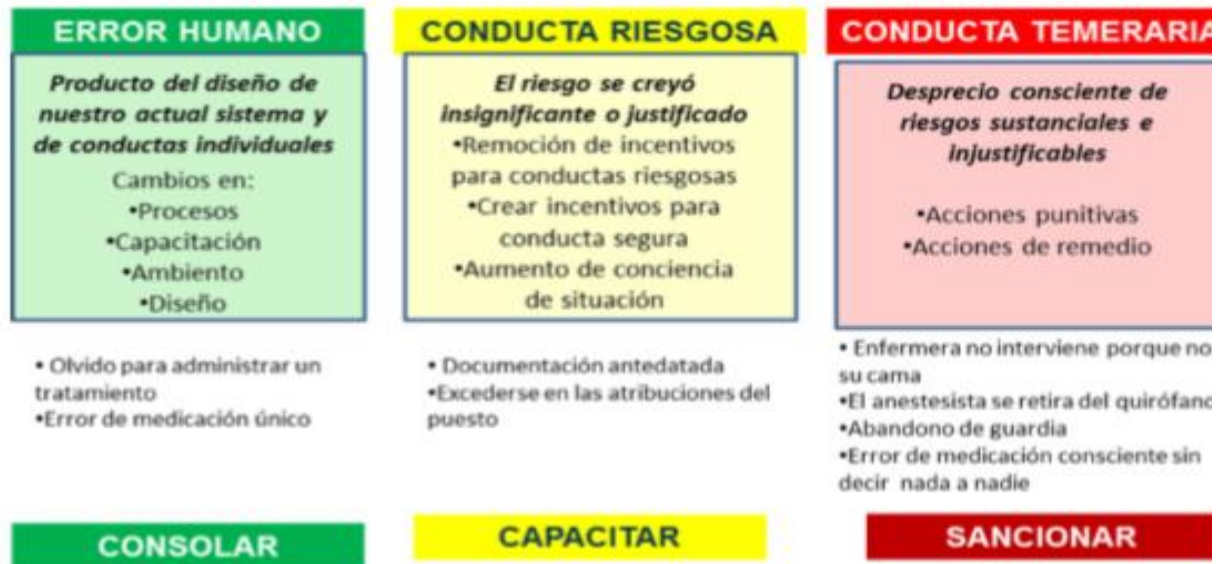 ERROR HUMANO
Producto del diseño de
nuestro actual sistema y
de conductas individuales
Cambios en:
•Procesos
•Capacitación
•Ambiente
•Diseño
• Olvido para administrar un
tratamiento
•Error de medicación único
CONSOLAR
CONDUCTA RIESGOSA
El riesgo se creyó
insignificante o justificado
•Remoción de incentivos
para conductas riesgosas
•Crear incentivos para
conducta segura
•Aumento de conciencia
de situación
• Documentación antedatada
•Excederse en las atribuciones del
puesto
CAPACITAR
CONDUCTA TEMERARIA
Desprecio consciente de
riesgos sustanciales e
injustificables
•Acciones punitivas
•Acciones de remedio
• Enfermera no interviene porque no
su cama
•El anestesista se retira del quirófano
•Abandono de guardia
•Error de medicación consciente sin
decir nada a nadie
SANCIONAR